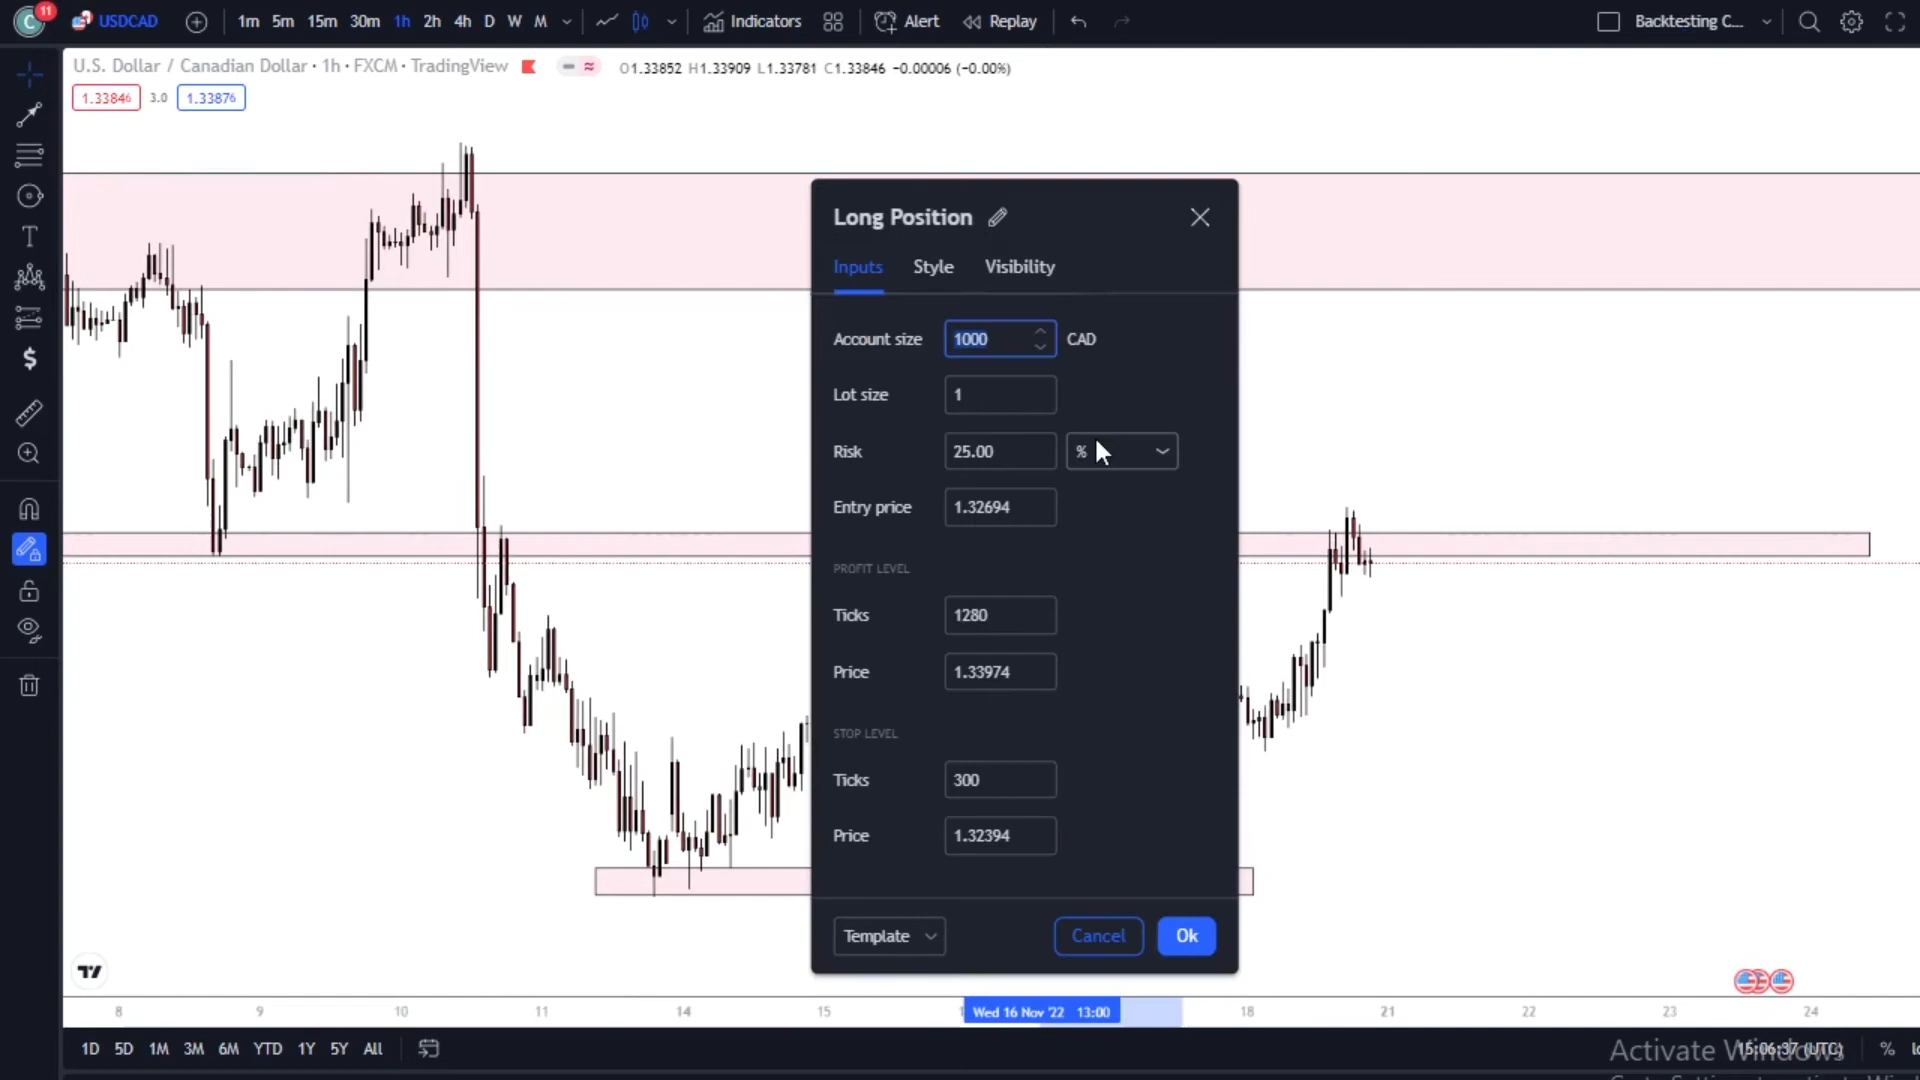 C 11 USDCAD 1m 5m 15m 30m 1h 2h 4h D W M Indicators Alert Replay Backtesting C...
U.S. Dollar / Canadian Dollar · 1h · FXCM · TradingView O1.33852 H1.33909 L1.33781 C1.33846 −0.00006 (−0.00%)
1.33846 3.0 1.33876
Long Position
Inputs Style Visibility
Account size 1000 CAD
Lot size 1
Risk 25.00 %
Entry price 1.32694
PROFIT LEVEL
Ticks 1280
Price 1.33974
STOP LEVEL
Ticks 300
Price 1.32394
Template Cancel Ok
8 9 10 11 14 15 Wed 16 Nov '22 13:00 18 21 22 23 24
1D 5D 1M 3M 6M YTD 1Y 5Y All 15:06:37 (UTC) %
Activate Windows